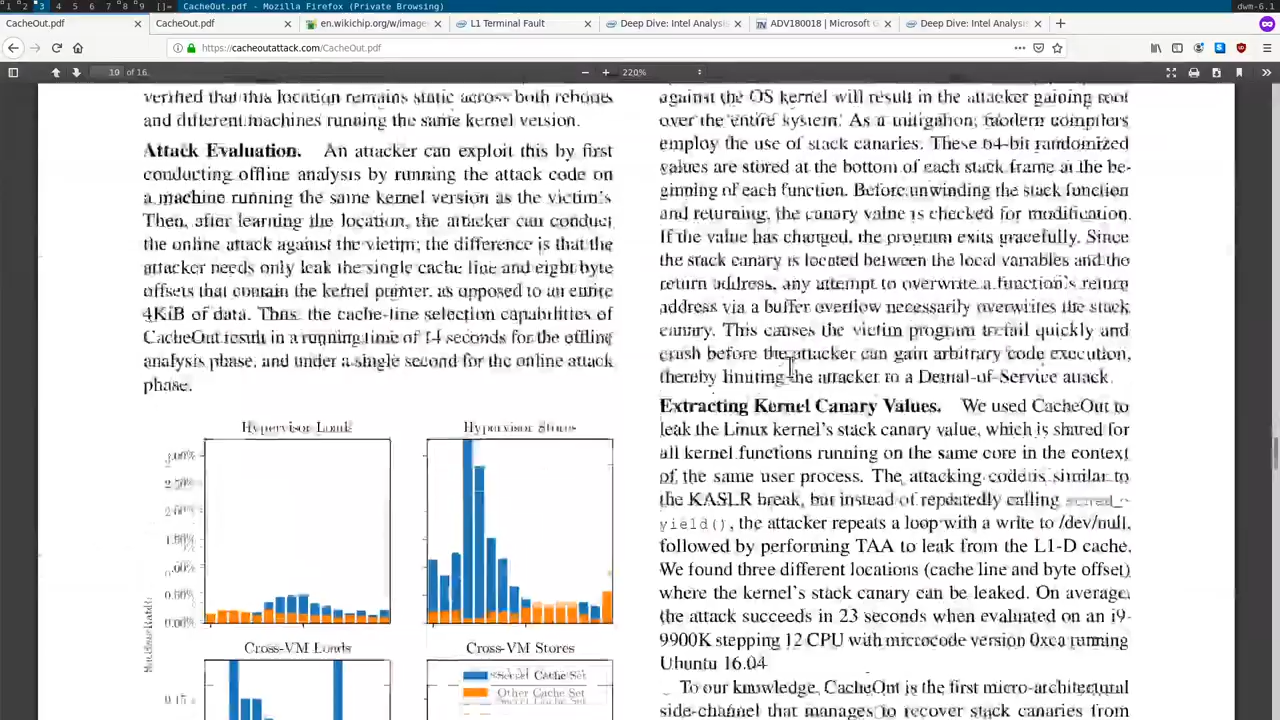 1 2 3 4 5 6 7 8 9 []= CacheOut.pdf - Mozilla Firefox (Private Browsing) dwm-6.1
CacheOut.pdf
CacheOut.pdf
en.wikichip.org/w/image
L1 Terminal Fault
Deep Dive: Intel Analysis
ADV180018 | Microsoft G
Deep Dive: Intel Analysis
https://cacheoutattack.com/CacheOut.pdf
of 16
220%
verified that this location remains static across both reboots
and different machines running the same kernel version.
Attack Evaluation. An attacker can exploit this by first
conducting offline analysis by running the attack code on
a machine running the same kernel version as the victim's
Then, after learning the location, the attacker can conduct
the online attack against the victim; the difference is that the
attacker needs only leak the single cache line and eight byte
offsets that contain the kernel pointer, as opposed to an entire
4KiB of data. Thus, the cache-line selection capabilities of
CacheOut result in a running time of 14 seconds for the offline
analysis phase, and under a single second for the online attack
phase.
Hypervisor Loads
Hypervisor Stores
Cross-VM Loads
Cross-VM Stores
Select Cache Set
Other Cache Set
against the OS kernel will result in the attacker gaining root
over the entire system. As a mitigation, modern compilers
employ the use of stack canaries. These 64-bit randomized
values are stored at the bottom of each stack frame at the be-
ginning of each function. Before unwinding the stack function
and returning, the canary value is checked for modification.
If the value has changed, the program exits gracefully. Since
the stack canary is located between the local variables and the
return address, any attempt to overwrite a function's return
address via a buffer overflow necessarily overwrites the stack
canary. This causes the victim program to fail quickly and
crash before the attacker can gain arbitrary code execution,
thereby limiting the attacker to a Denial-of-Service attack.
Extracting Kernel Canary Values. We used CacheOut to
leak the Linux kernel's stack canary value, which is shared for
all kernel functions running on the same core in the context
of the same user process. The attacking code is similar to
the KASLR break, but instead of repeatedly calling sched_
yield(), the attacker repeats a loop with a write to /dev/null,
followed by performing TAA to leak from the L1-D cache.
We found three different locations (cache line and byte offset)
where the kernel's stack canary can be leaked. On average,
the attack succeeds in 23 seconds when evaluated on an i9-
9900K stepping 12 CPU with microcode version 0xca running
Ubuntu 16.04
To our knowledge, CacheOut is the first micro-architectural
side-channel that manages to recover stack canaries from